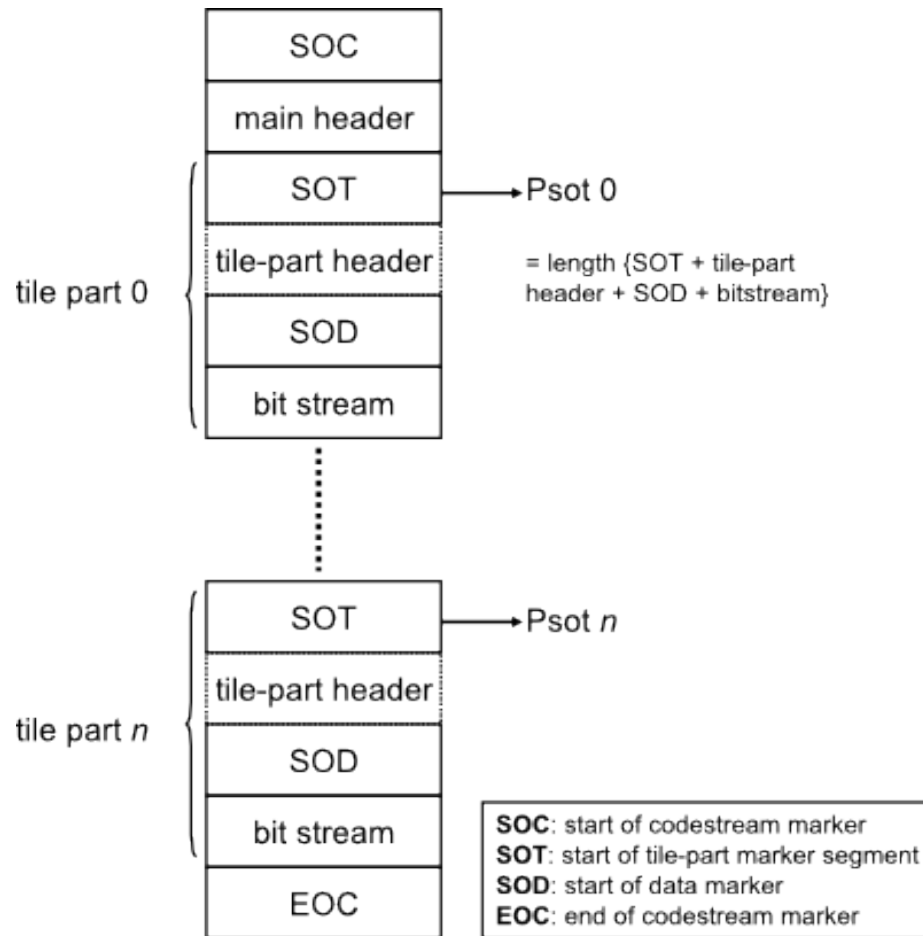 SOC
main header
SOT
Psot 0
tile-part header
= length {SOT + tile-part
header + SOD + bitstream}
tile part 0
SOD
bit stream
SOT
Psot n
tile-part header
tile part n
SOD
bit stream
EOC
SOC: start of codestream marker
SOT: start of tile-part marker segment
SOD: start of data marker
EOC: end of codestream marker